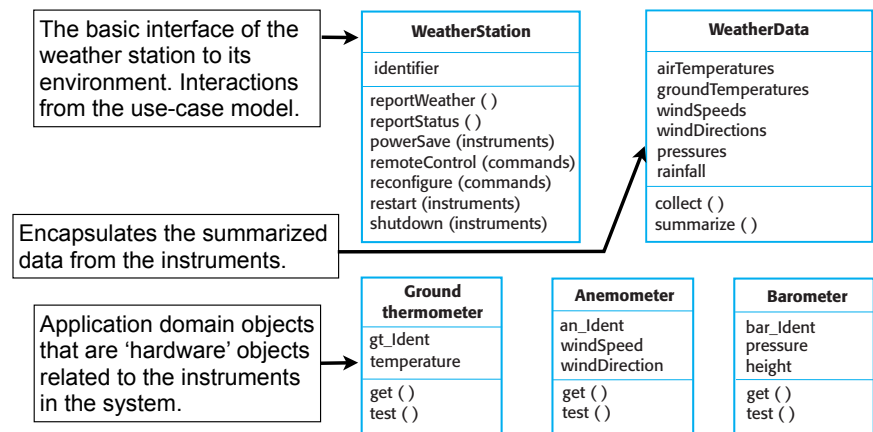 The basic interface of the
weather station to its
environment. Interactions
from the use-case model.
WeatherStation
identifier
reportWeather ( )
reportStatus ( )
powerSave (instruments)
remoteControl (commands)
reconfigure (commands)
restart (instruments)
shutdown (instruments)
WeatherData
airTemperatures
groundTemperatures
windSpeeds
windDirections
pressures
rainfall
collect ( )
summarize ( )
Encapsulates the summarized
data from the instruments.
Application domain objects
that are ‘hardware’ objects
related to the instruments
in the system.
Ground
thermometer
gt_Ident
temperature
get ( )
test ( )
Anemometer
an_Ident
windSpeed
windDirection
get ( )
test ( )
Barometer
bar_Ident
pressure
height
get ( )
test ( )